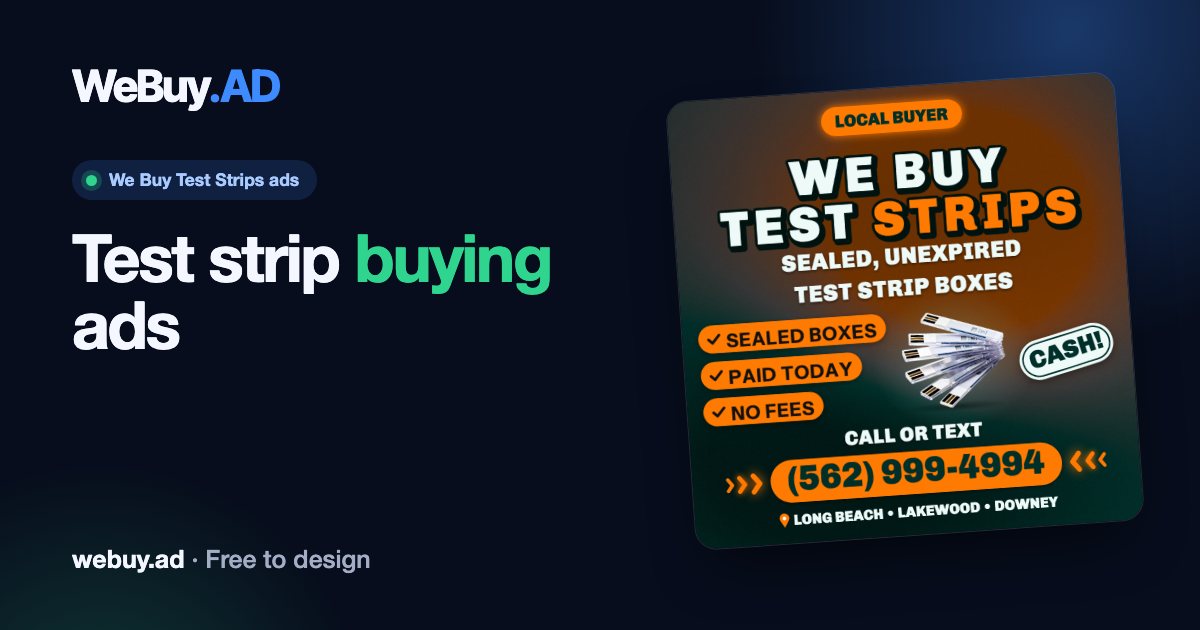 WeBuy.AD
We Buy Test Strips ads
Test strip buying
ads
webuy.ad · Free to design
LOCAL BUYER
WE BUY
TEST STRIPS
SEALED, UNEXPIRED
TEST STRIP BOXES
✓ SEALED BOXES
✓ PAID TODAY
✓ NO FEES
CASH!
CALL OR TEXT
(562) 999-4994
LONG BEACH • LAKEWOOD • DOWNEY